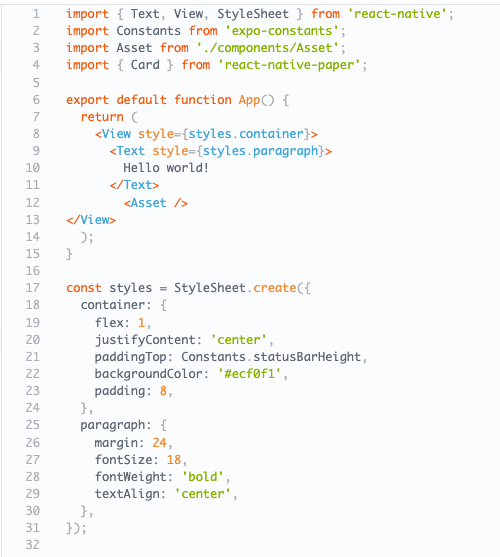 1 import { Text, View, StyleSheet } from 'react-native';
2 import Constants from 'expo-constants';
3 import Asset from './components/Asset';
4 import { Card } from 'react-native-paper';
5
6 export default function App() {
7   return (
8     <View style={styles.container}>
9       <Text style={styles.paragraph}>
10         Hello world!
11       </Text>
12         <Asset />
13 </View>
14   );
15 }
16
17 const styles = StyleSheet.create({
18   container: {
19     flex: 1,
20     justifyContent: 'center',
21     paddingTop: Constants.statusBarHeight,
22     backgroundColor: '#ecf0f1',
23     padding: 8,
24   },
25   paragraph: {
26     margin: 24,
27     fontSize: 18,
28     fontWeight: 'bold',
29     textAlign: 'center',
30   },
31 });
32